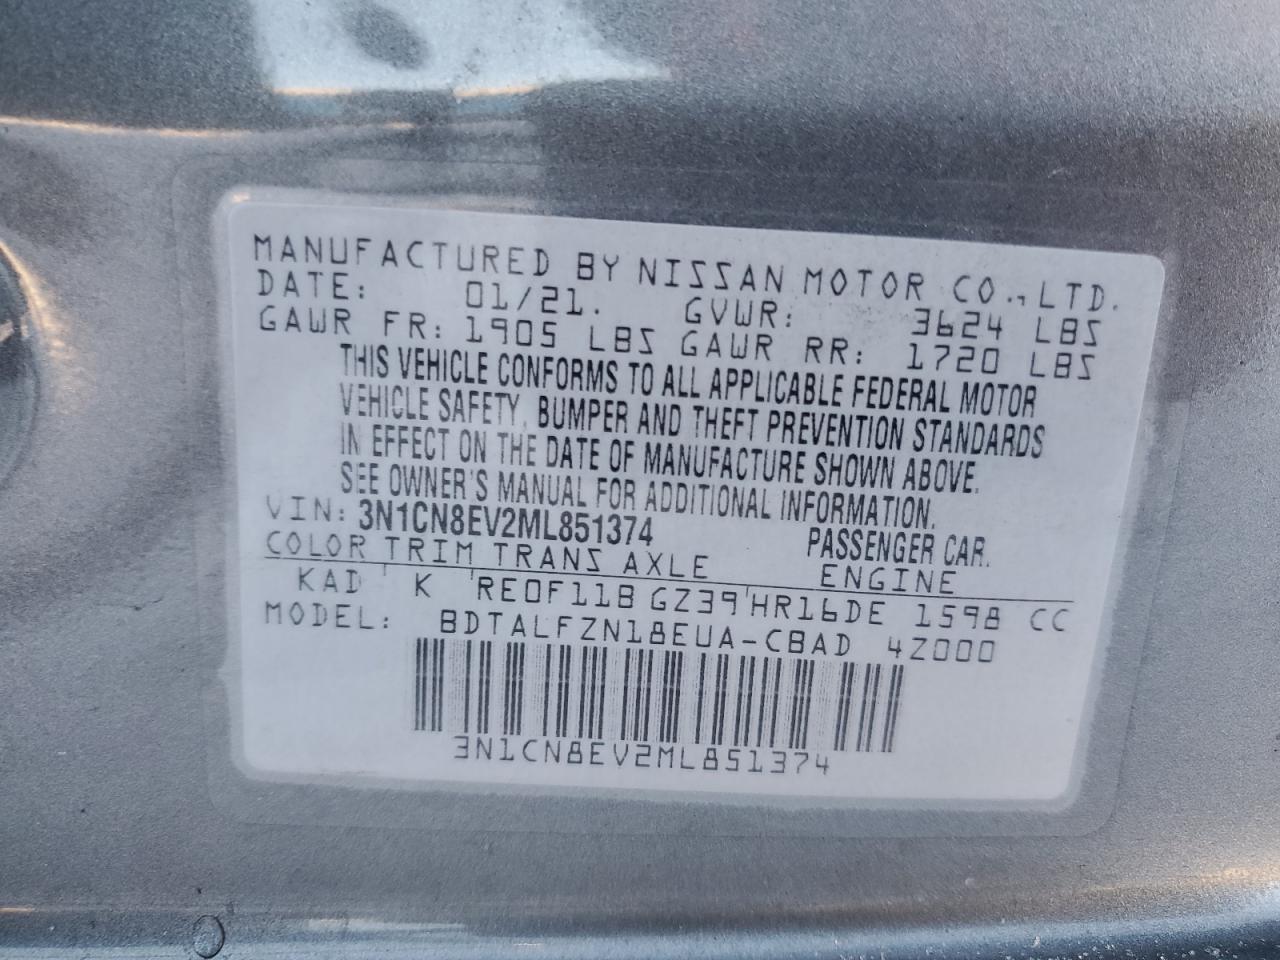 MANUFACTURED BY NISSAN MOTOR CO., LTD.
DATE: 01/21. GVWR: 3624 LBS
GAWR FR: 1905 LBS GAWR RR: 1720 LBS
THIS VEHICLE CONFORMS TO ALL APPLICABLE FEDERAL MOTOR
VEHICLE SAFETY, BUMPER AND THEFT PREVENTION STANDARDS
IN EFFECT ON THE DATE OF MANUFACTURE SHOWN ABOVE.
SEE OWNER'S MANUAL FOR ADDITIONAL INFORMATION.
VIN: 3N1CN8EV2ML851374 PASSENGER CAR.
COLOR TRIM TRANS AXLE ENGINE
KAD K RE0F11B GZ39 HR16DE 1598 CC
MODEL: BDTALFZN18EUA-CBAD 4Z000
3N1CN8EV2ML851374